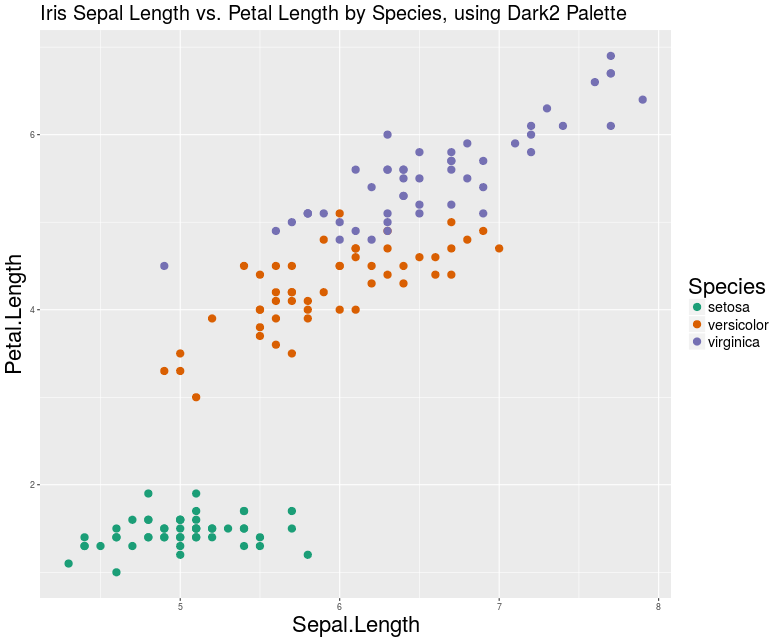 Iris Sepal Length vs. Petal Length by Species, using Dark2 Palette
6
4
2
Petal.Length
5 6 7 8
Sepal.Length
Species
setosa
versicolor
virginica